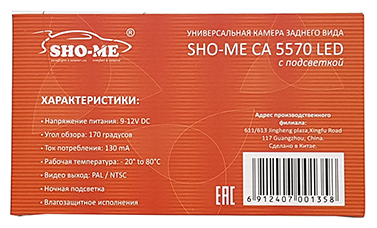 SHO-ME®
УНИВЕРСАЛЬНАЯ КАМЕРА ЗАДНЕГО ВИДА
SHO-ME CA 5570 LED
с подсветкой
ХАРАКТЕРИСТИКИ:
• Напряжение питания: 9-12V DC
• Угол обзора: 170 градусов
• Ток потребления: 130 mA
• Рабочая температура: - 20° to 80°C
• Видео выход: PAL / NTSC
• Ночная подсветка
• Влагозащитное исполнение
Адрес производственного
филиала:
611/613 Jingheng plaza,Xingfu Road
117 Guangzhou, China.
Сделано в Китае.
EAC
6 912407 001358